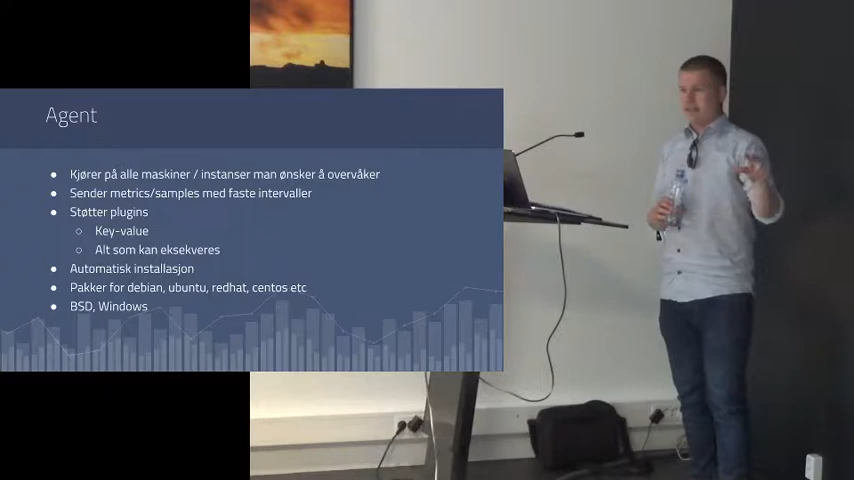 Agent
Kjører på alle maskiner / instanser man ønsker å overvåker
Sender metrics/samples med faste intervaller
Støtter plugins
Key-value
Alt som kan eksekveres
Automatisk installasjon
Pakker for debian, ubuntu, redhat, centos etc
BSD, Windows